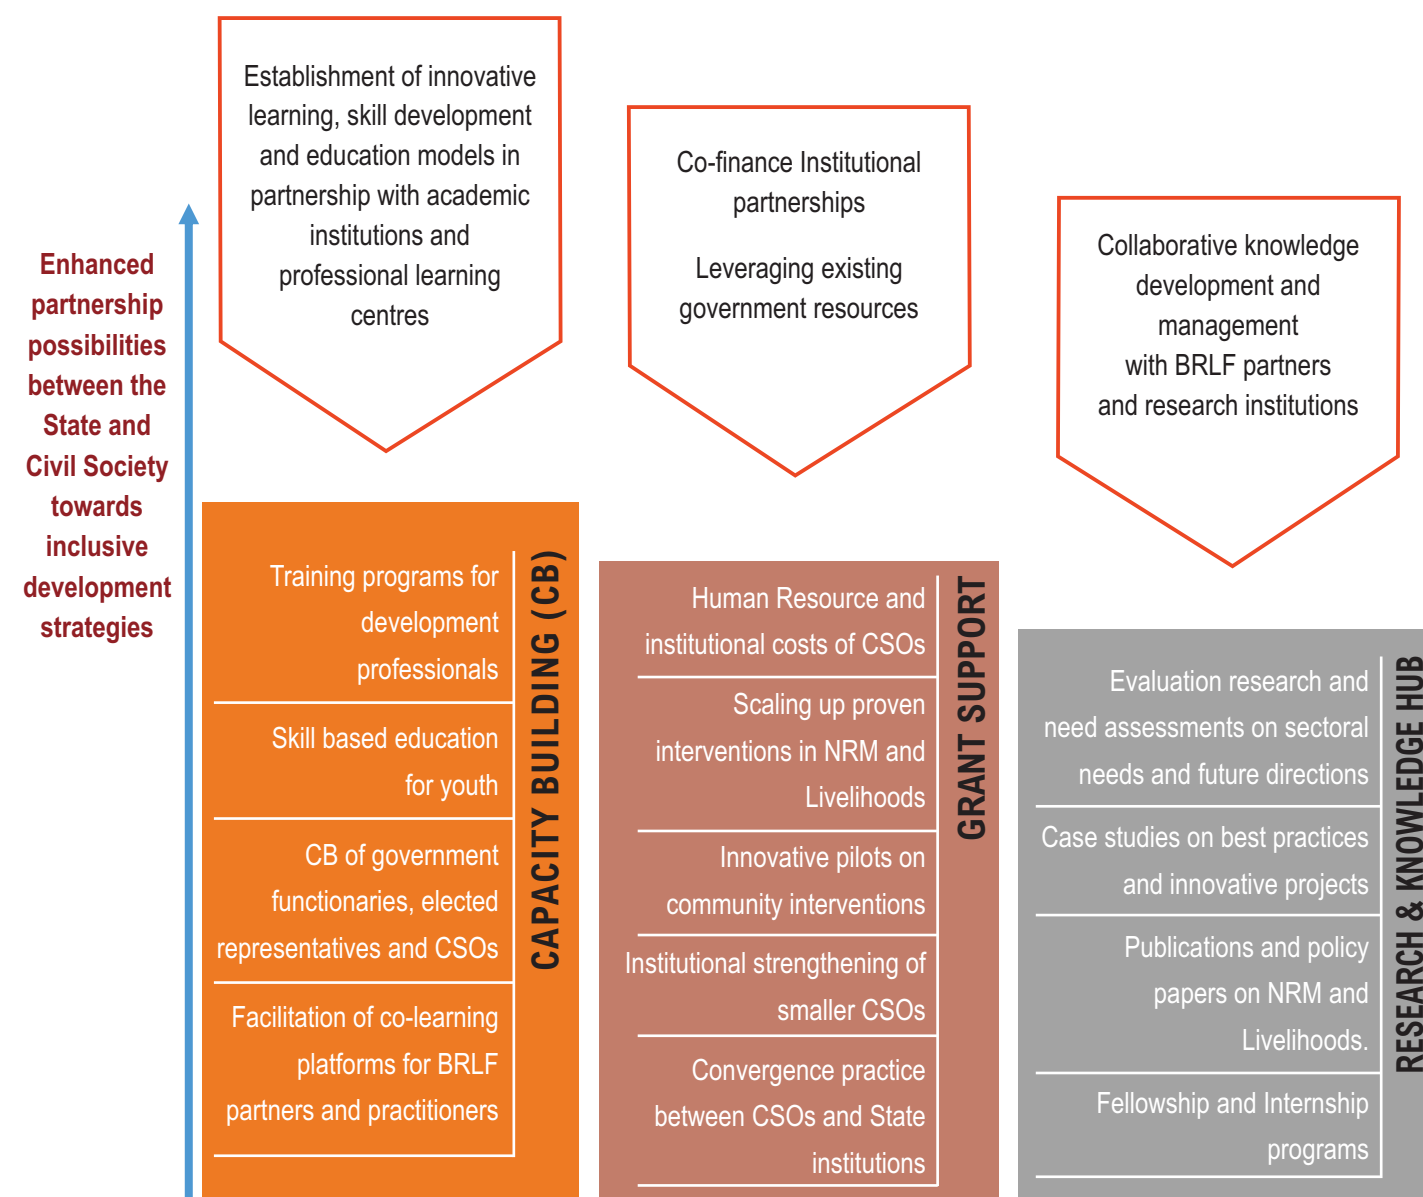 Enhanced
partnership
possibilities
between the
State and
Civil Society
towards
inclusive
development
strategies
Establishment of innovative
learning, skill development
and education models in
partnership with academic
institutions and
professional learning
centres
Co-finance Institutional
partnerships
Leveraging existing
government resources
Collaborative knowledge
development and
management
with BRLF partners
and research institutions
Training programs for
development
professionals
Skill based education
for youth
CB of government
functionaries, elected
representatives and CSOs
Facilitation of co-learning
platforms for BRLF
partners and practitioners
CAPACITY BUILDING (CB)
Human Resource and
institutional costs of CSOs
Scaling up proven
interventions in NRM and
Livelihoods
Innovative pilots on
community interventions
Institutional strengthening of
smaller CSOs
Convergence practice
between CSOs and State
institutions
GRANT SUPPORT
Evaluation research and
need assessments on sectoral
needs and future directions
Case studies on best practices
and innovative projects
Publications and policy
papers on NRM and
Livelihoods.
Fellowship and Internship
programs
RESEARCH & KNOWLEDGE HUB